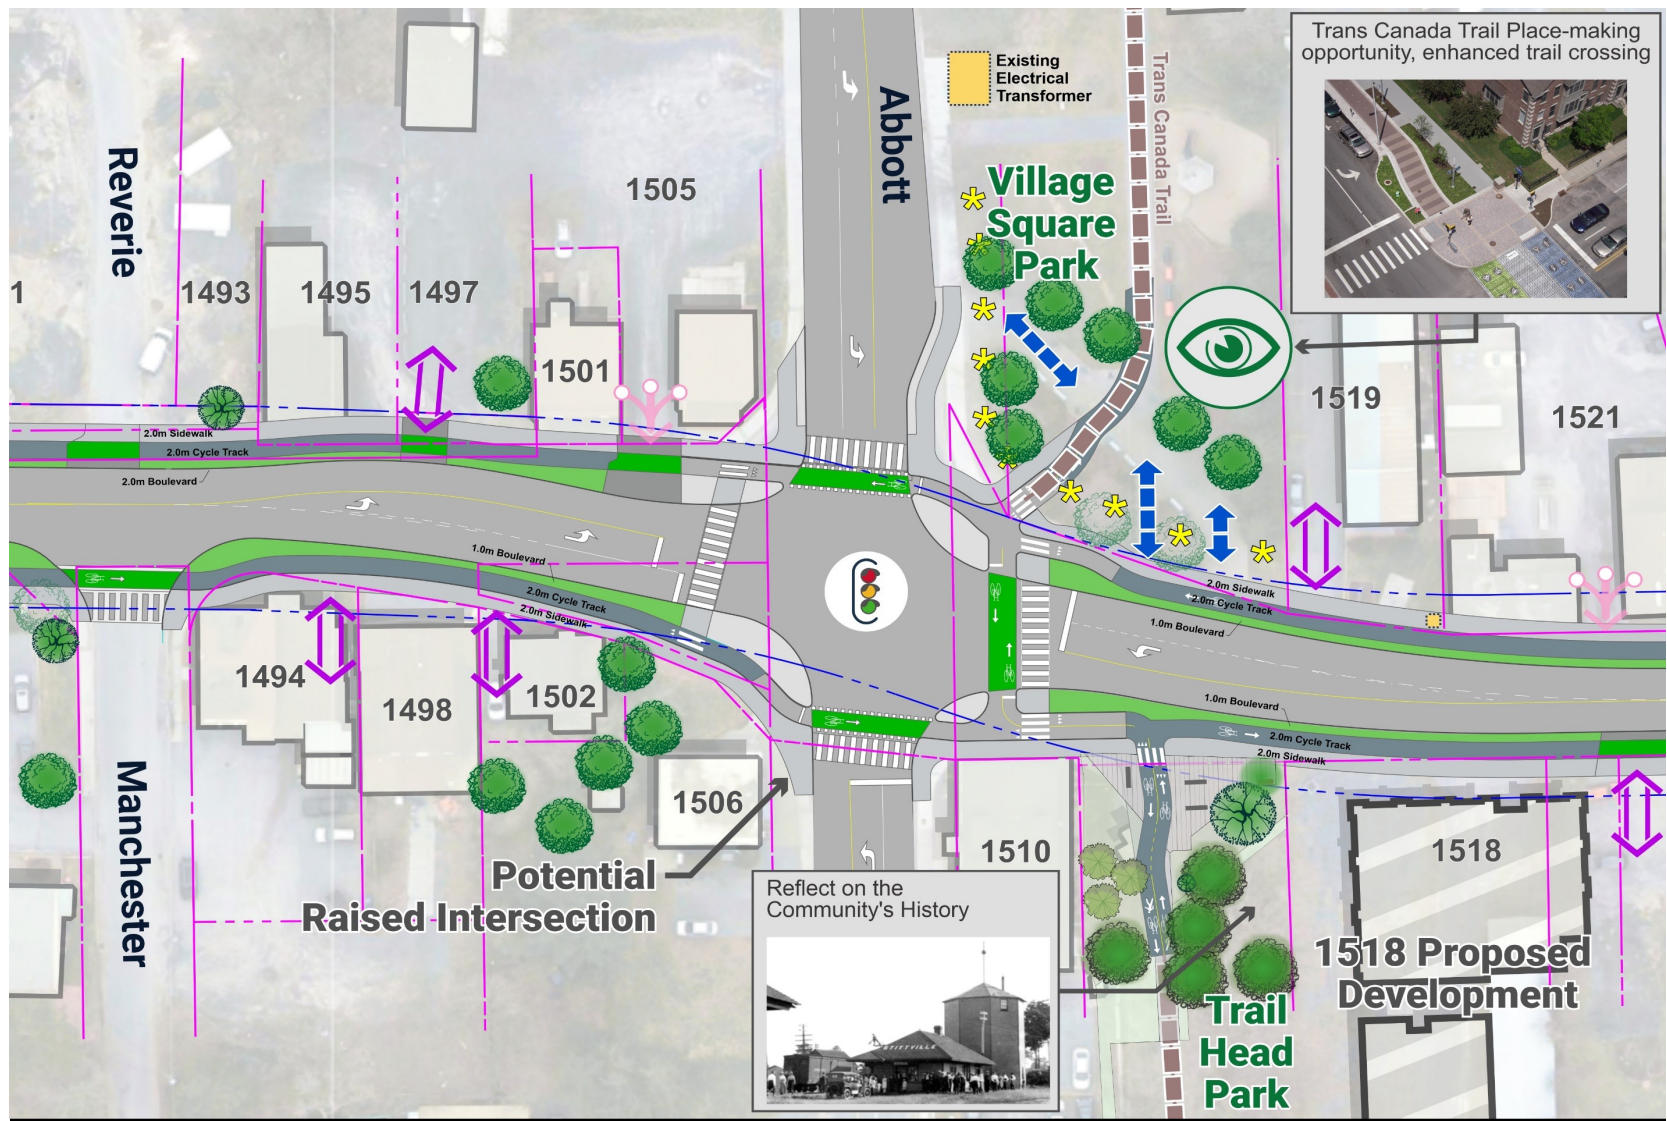 Trans Canada Trail Place-making
opportunity, enhanced trail crossing
Existing
Electrical
Transformer
Trans Canada Trail
Abbott
Reverie
Village
Square
Park
1505
1
1493
1495
1497
1501
1519
1521
2.0m Sidewalk
2.0m Cycle Track
2.0m Boulevard
1.0m Boulevard
2.0m Cycle Track
2.0m Sidewalk
2.0m Sidewalk
2.0m Cycle Track
1.0m Boulevard
1.0m Boulevard
2.0m Cycle Track
2.0m Sidewalk
1494
1498
1502
1506
1510
1518
Manchester
Potential
Raised Intersection
Reflect on the
Community's History
STITTVILLE
1518 Proposed
Development
Trail
Head
Park